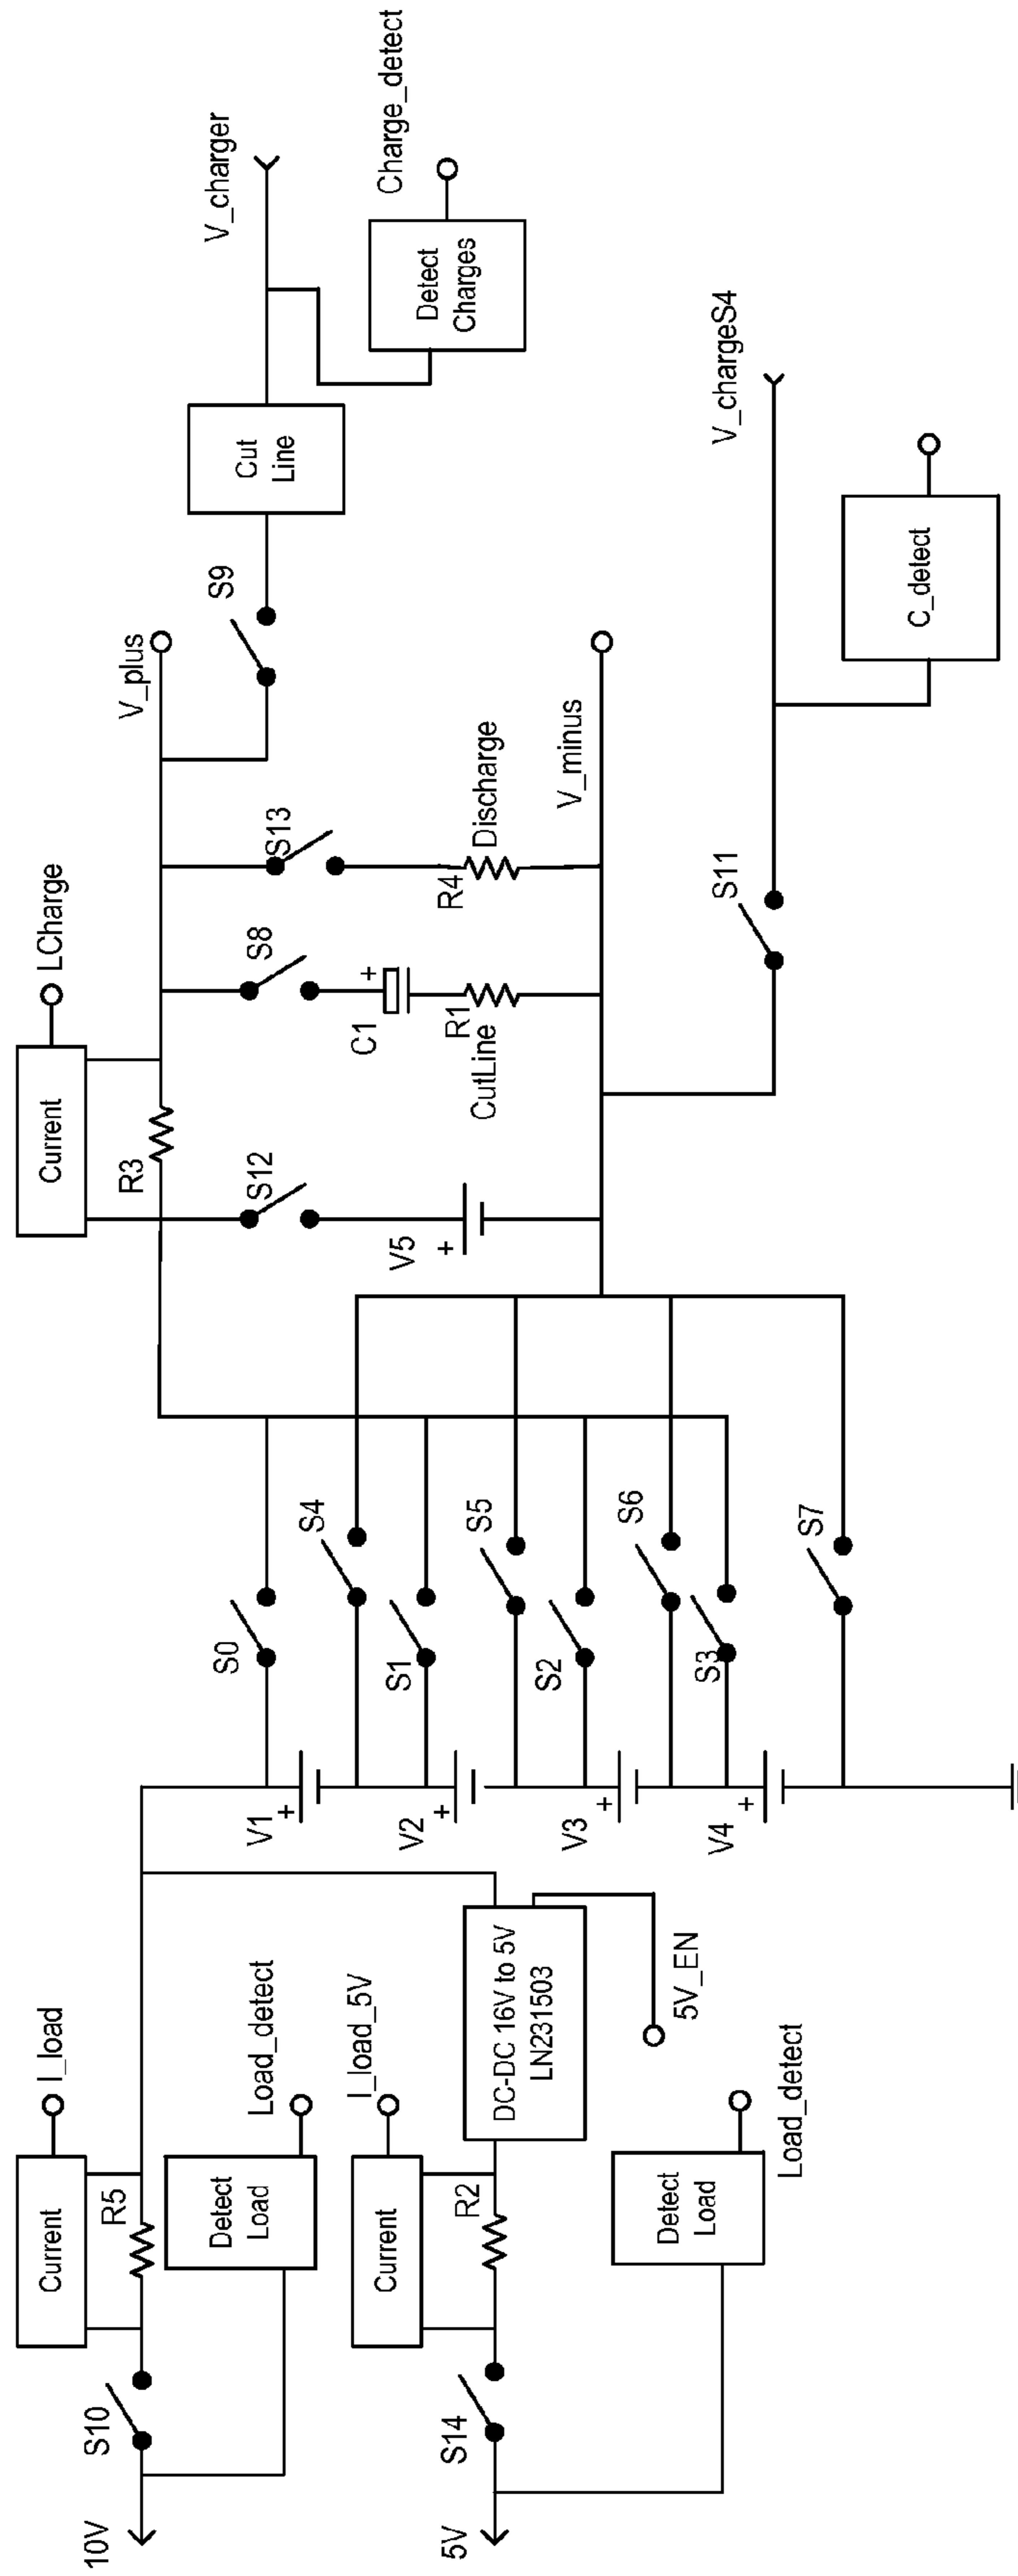 10V
S10
Current
I_load
R5
Detect
Load
Load_detect
5V
S14
Current
I_load_5V
R2
DC-DC 16V to 5V
LN231503
5V_EN
Detect
Load
Load_detect
V1
+
V2
+
V3
+
V4
+
S0
S4
S1
S5
S2
S6
S3
S7
Current
LCharge
R3
S12
V5
+
S8
C1
+
R1
CutLine
S13
R4
Discharge
V_plus
V_minus
S9
Cut
Line
V_charger
Detect
Charges
Charge_detect
S11
V_chargeS4
C_detect